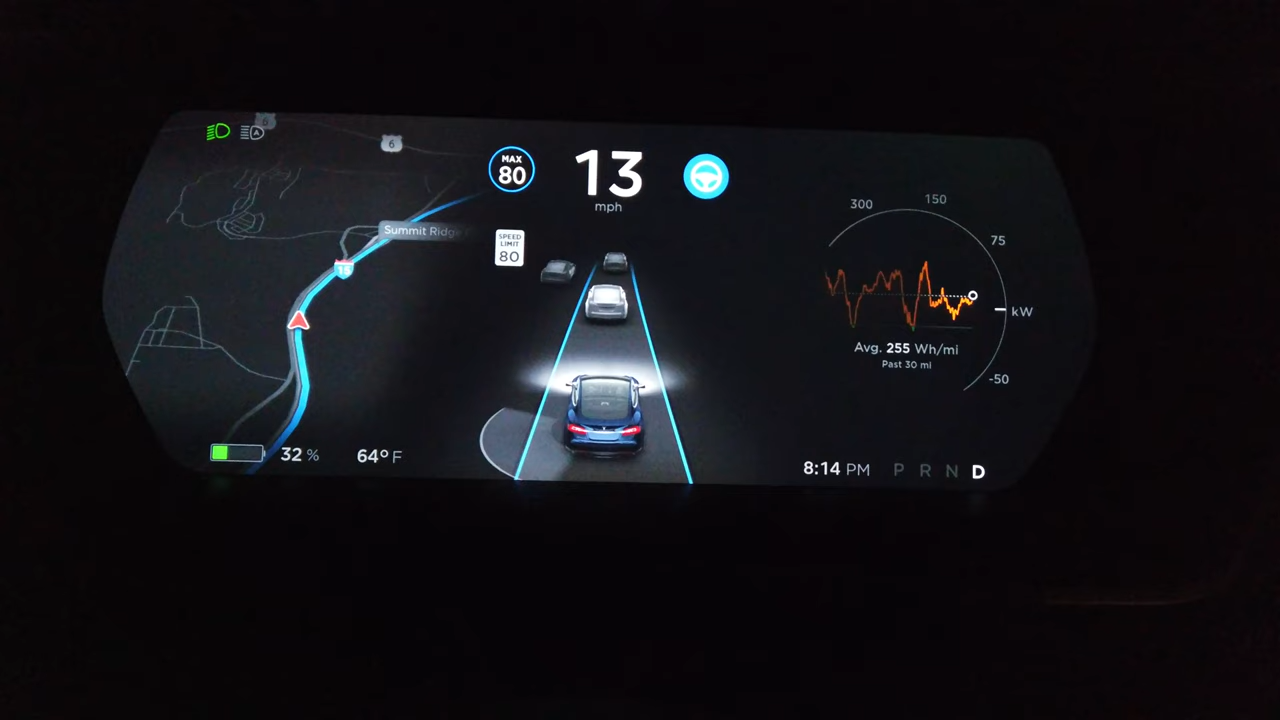 6
6
MAX
80
13
mph
SPEED
LIMIT
80
Summit Ridge
15
300
150
75
kW
-50
Avg. 255 Wh/mi
Past 30 mi
32 %
64° F
8:14 PM
P R N D
A